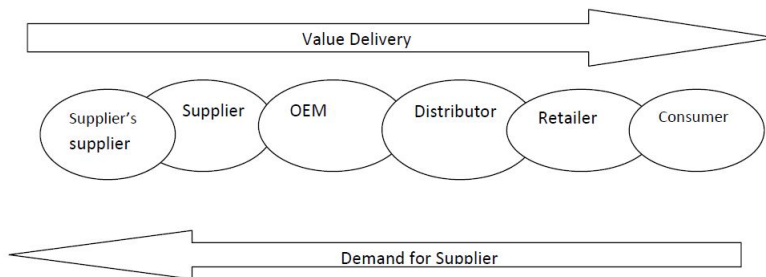 Value Delivery
Supplier's
supplier
Supplier
OEM
Distributor
Retailer
Consumer
Demand for Supplier